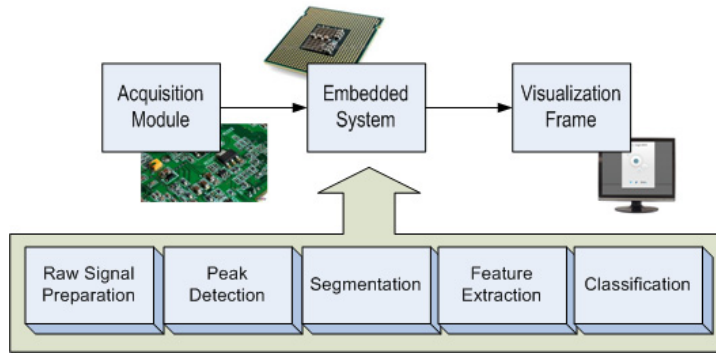 Acquisition
Module
Embedded
System
Visualization
Frame
Raw Signal
Preparation
Peak
Detection
Segmentation
Feature
Extraction
Classification